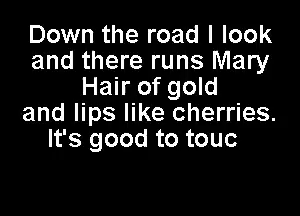 Down the road I look
and there runs Mary
Hair of gold
and lips like cherries.
It's good to touc